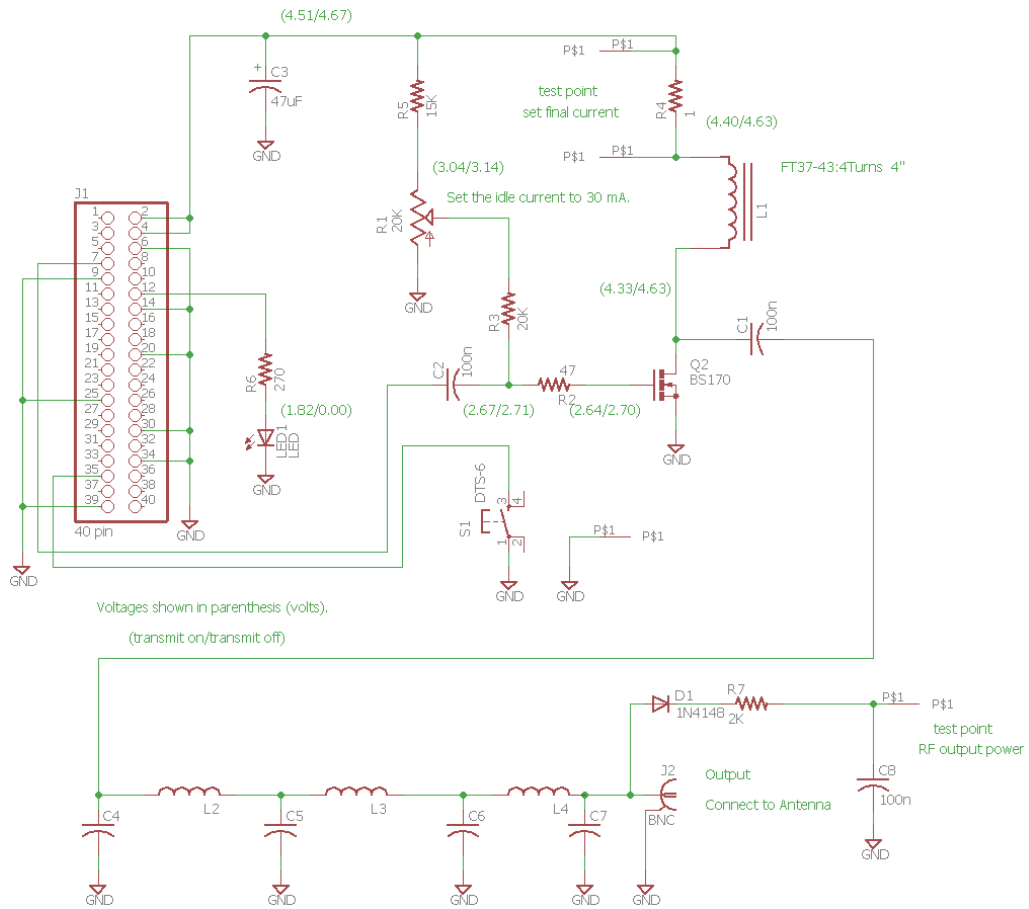 (4.51/4.67)
P$1
P$1
+
C3
47uF
GND
R5
15K
test point
set final current
R4
1
(4.40/4.63)
P$1
P$1
(3.04/3.14)
FT37-43:4Turns 4"
Set the idle current to 30 mA.
R1
20K
L1
GND
J1
1
2
3
4
5
6
7
8
9
10
11
12
13
14
15
16
17
18
19
20
21
22
23
24
25
26
27
28
29
30
31
32
33
34
35
36
37
38
39
40
40 pin
GND
GND
(4.33/4.63)
R3
20K
C1
100n
R6
270
C2
100n
47
R2
Q2
BS170
(1.82/0.00)
(2.67/2.71)
(2.64/2.70)
LED1
LED
GND
GND
DTS-6
3
4
S1
1
2
GND
P$1
P$1
GND
Voltages shown in parenthesis (volts).
(transmit on/transmit off)
D1
1N4148
R7
2K
P$1
P$1
test point
RF output power
J2
Output
Connect to Antenna
BNC
C8
100n
GND
L2
L3
L4
C4
C5
C6
C7
GND
GND
GND
GND
GND